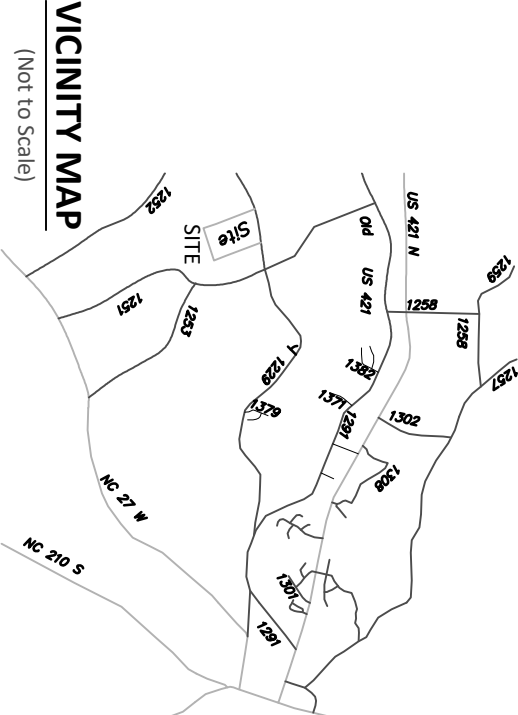 VICINITY MAP
(Not to Scale)
1252
SITE
Site
Old US 421
US 421 N
1259
1258
1258
1257
1251
1253
1229
1382
1371
1379
1291
1302
1308
NC 27 W
NC 210 S
1301
1291